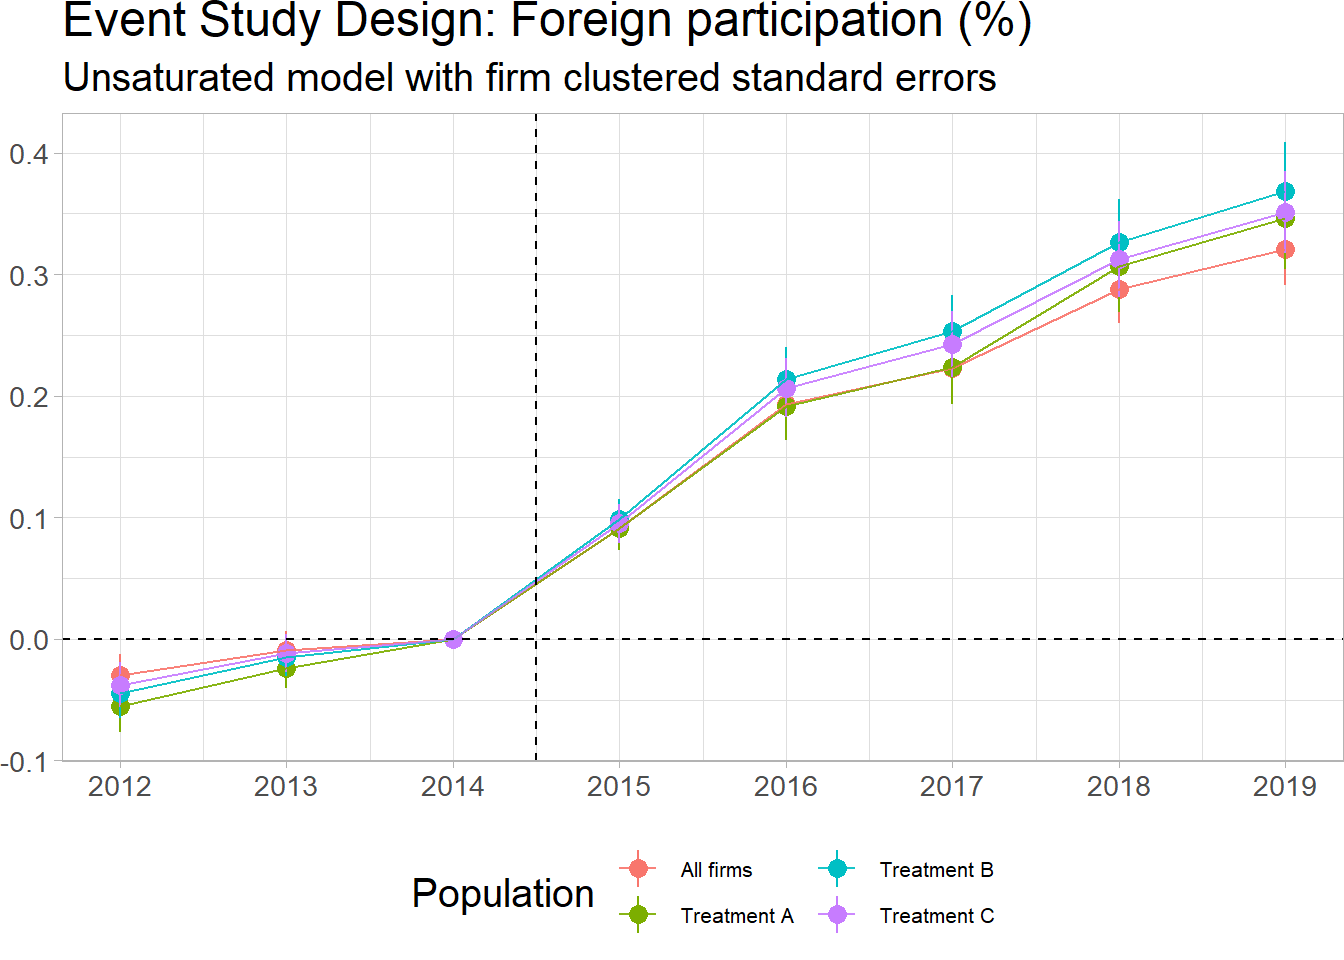 Event Study Design: Foreign participation (%)
Unsaturated model with firm clustered standard errors
0.4
0.3
0.2
0.1
0.0
-0.1
2012 2013 2014 2015 2016 2017 2018 2019
Population
All firms
Treatment A
Treatment B
Treatment C